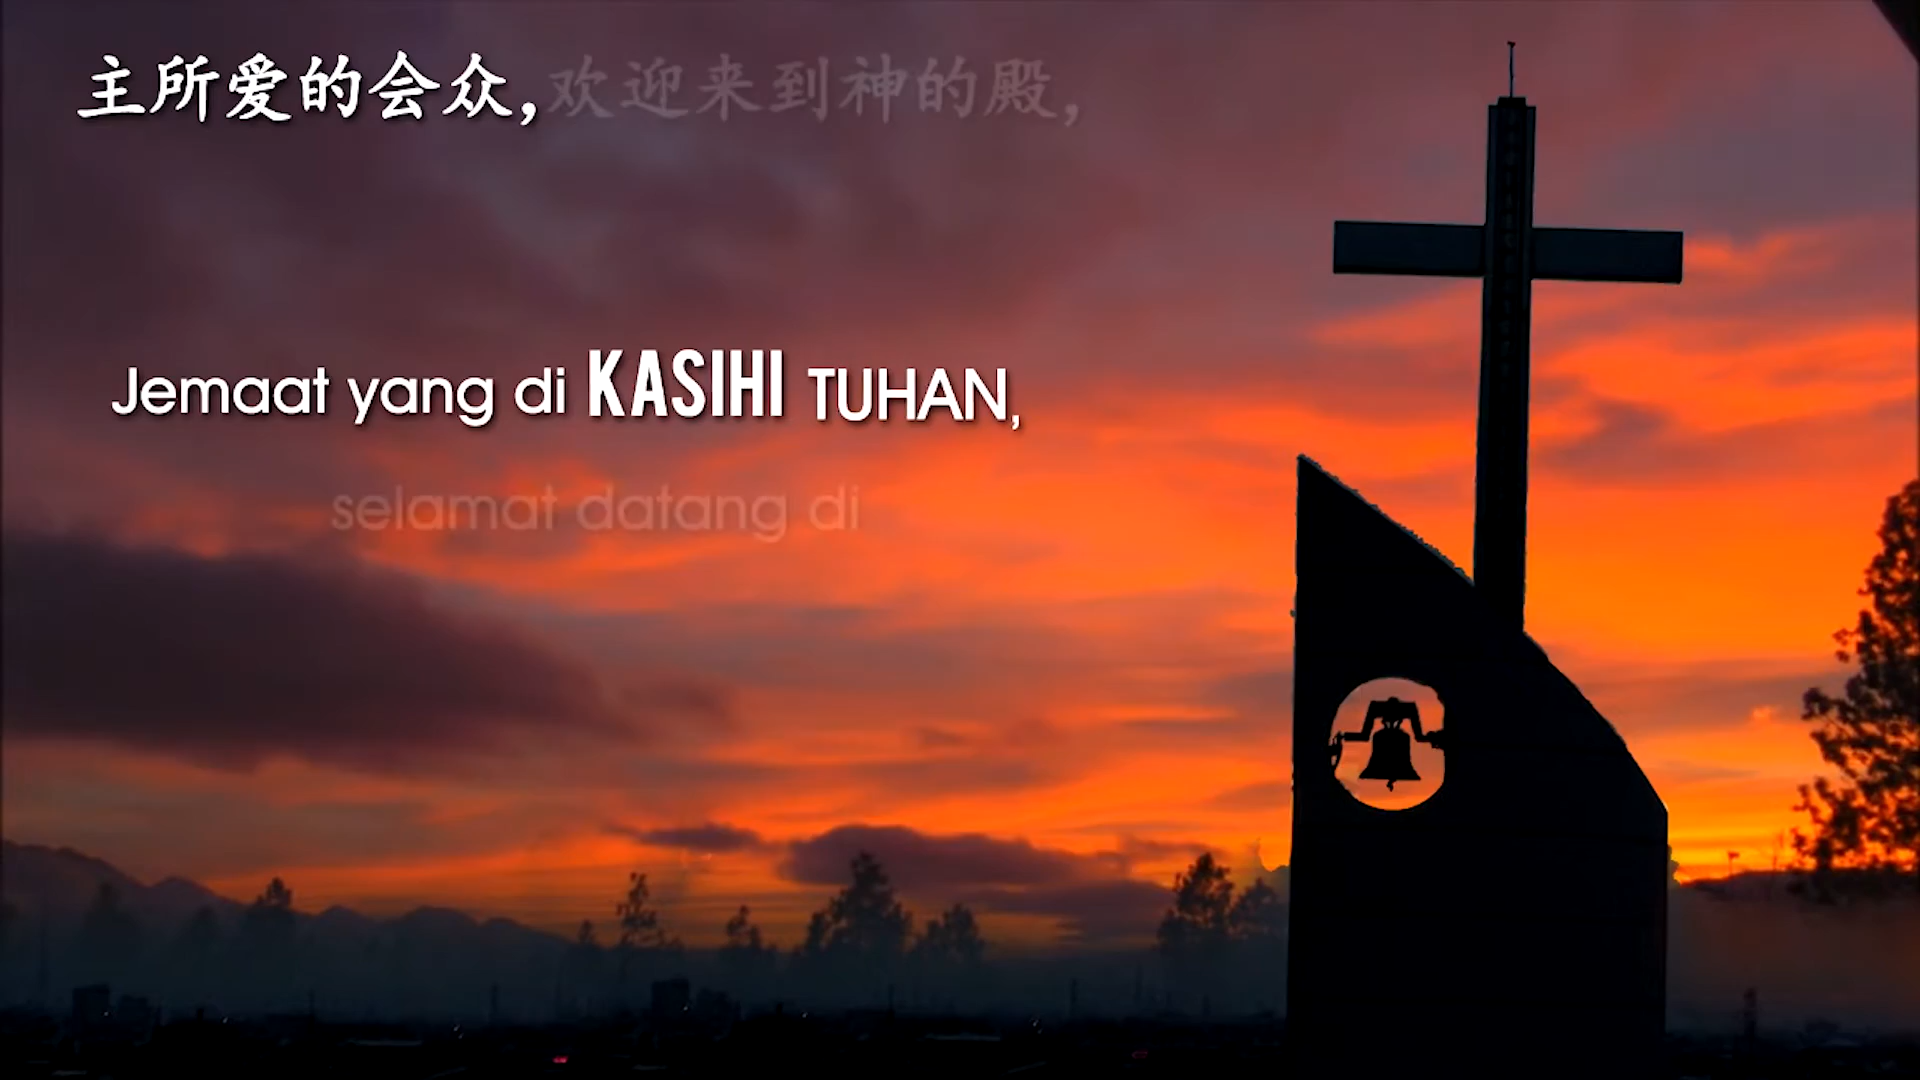 主所爱的会众,欢迎来到神的殿,
Jemaat yang di KASIHI TUHAN,
selamat datang di